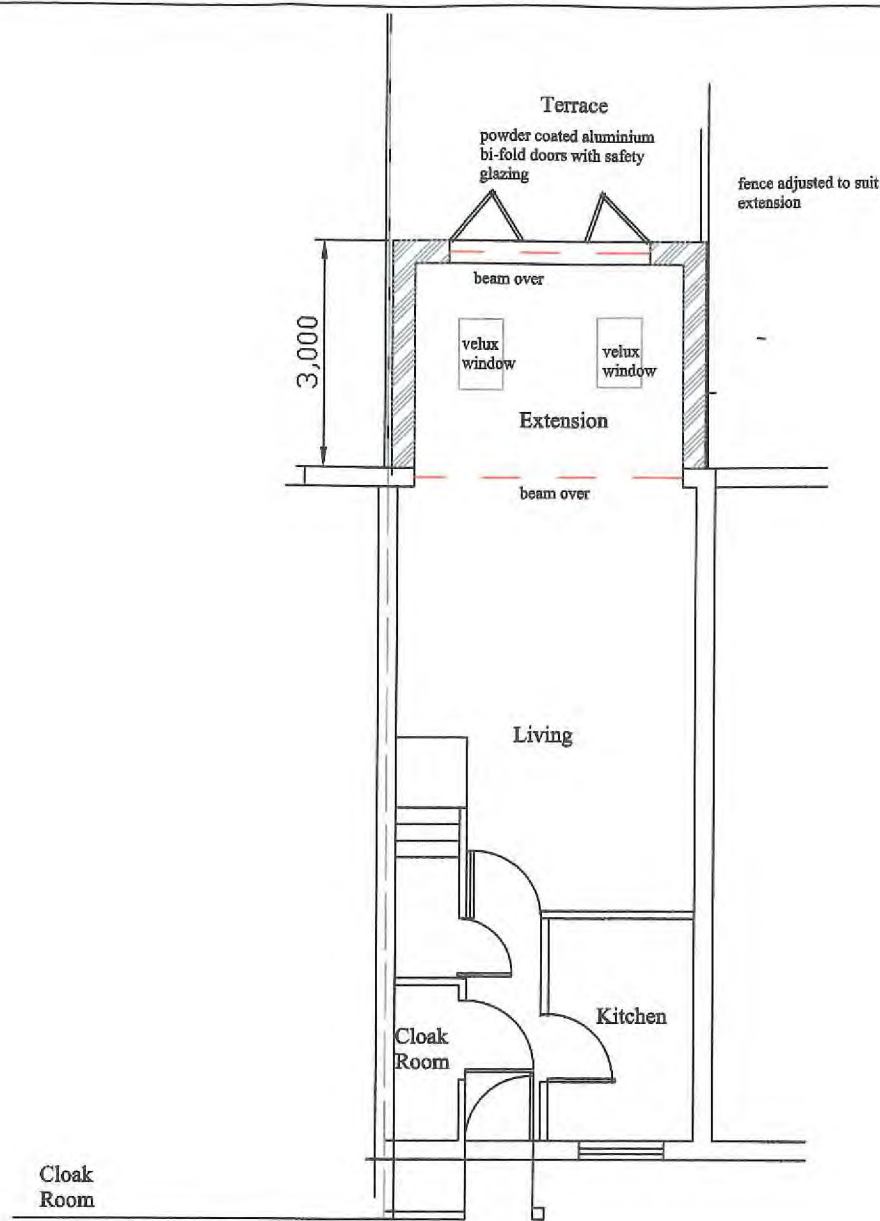 Terrace
powder coated aluminium
bi-fold doors with safety
glazing
fence adjusted to suit
extension
beam over
3,000
velux
window
velux
window
Extension
beam over
Living
Kitchen
Cloak
Room
Cloak
Room